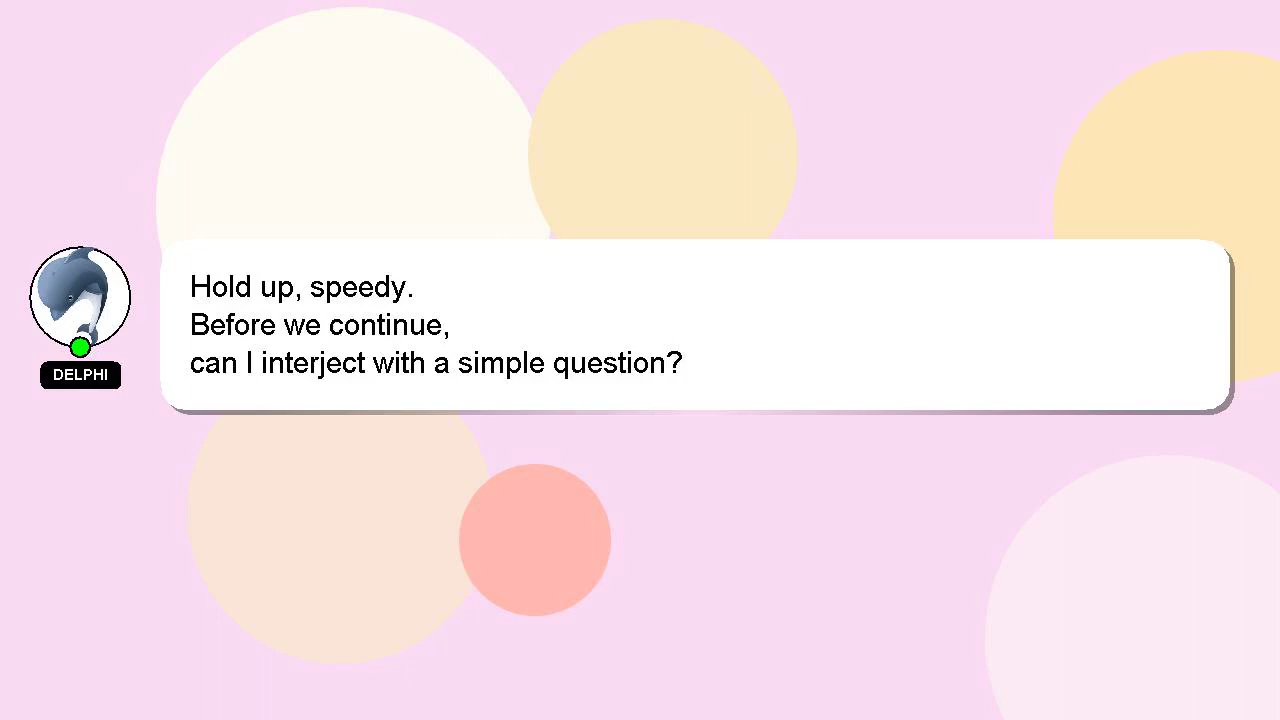 Hold up, speedy.
Before we continue,
can I interject with a simple question?
DELPHI